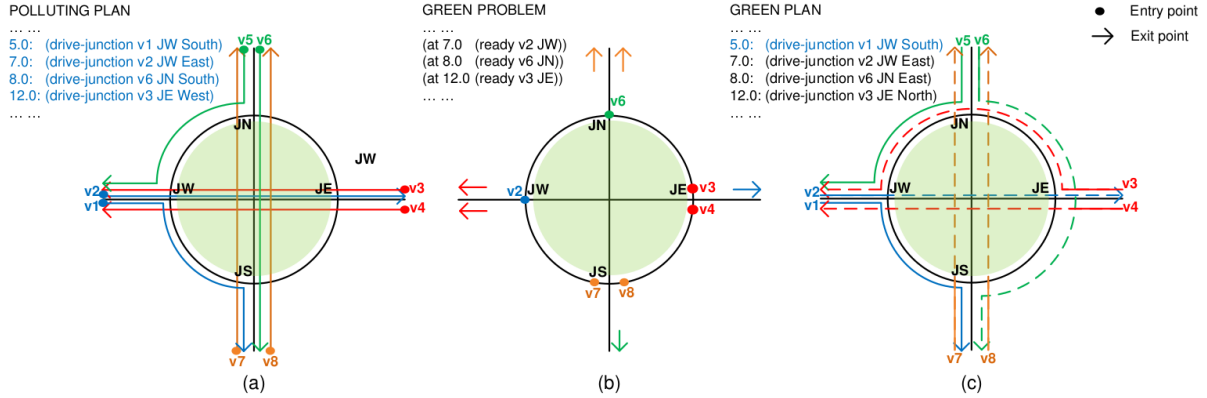 POLLUTING PLAN
... ...
5.0: (drive-junction v1 JW South)
7.0: (drive-junction v2 JW East)
8.0: (drive-junction v6 JN South)
12.0: (drive-junction v3 JE West)
... ...
v5 v6
JN
JW
JW
JE
v3
v2
v1
v4
JS
v7
v8
(a)
GREEN PROBLEM
... ...
(at 7.0 (ready v2 JW))
(at 8.0 (ready v6 JN))
(at 12.0 (ready v3 JE))
... ...
v6
JN
v2
JW
JE
v3
v4
JS
v7
v8
(b)
GREEN PLAN
... ...
5.0: (drive-junction v1 JW South)
7.0: (drive-junction v2 JW East)
8.0: (drive-junction v6 JN East)
12.0: (drive-junction v3 JE North)
... ...
v5 v6
JN
v2
JW
JE
v3
v1
v4
JS
v7
v8
(c)
Entry point
Exit point